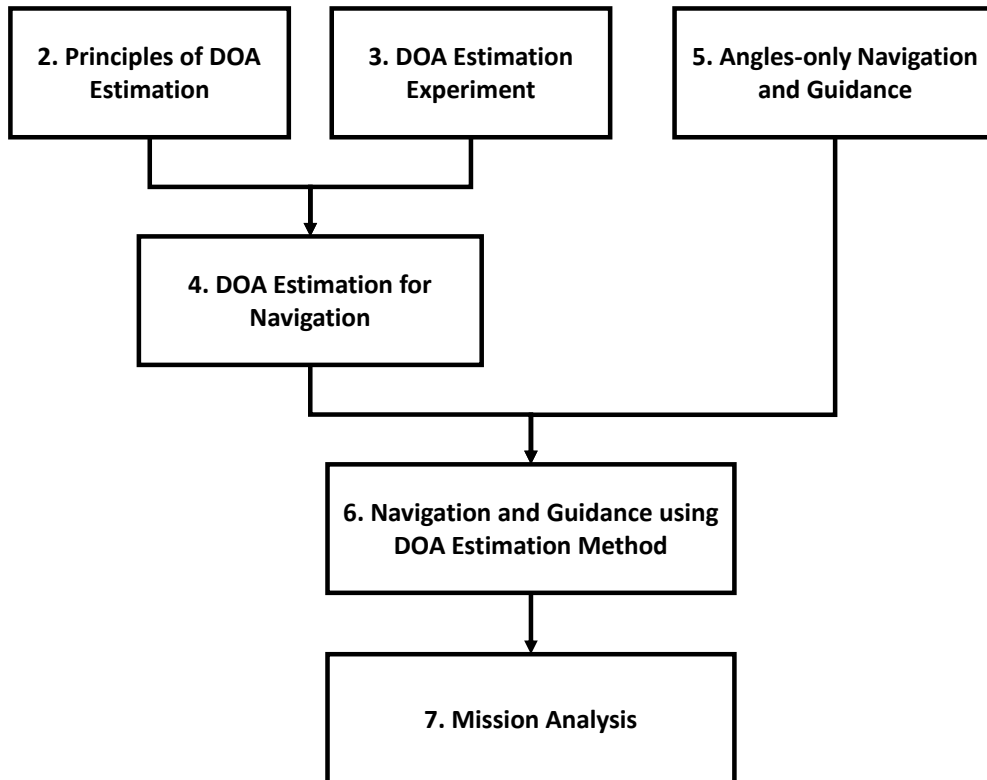 2. Principles of DOA
Estimation
3. DOA Estimation
Experiment
5. Angles-only Navigation
and Guidance
4. DOA Estimation for
Navigation
6. Navigation and Guidance using
DOA Estimation Method
7. Mission Analysis